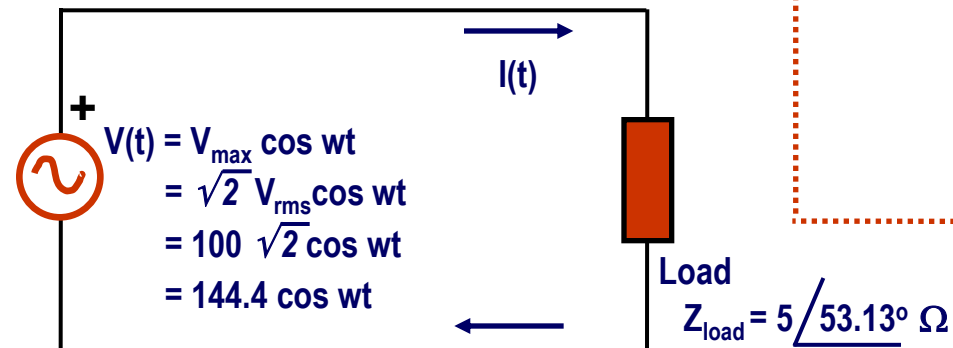 I(t)
+
V(t) = Vmax cos wt
= √2 Vrms cos wt
= 100 √2 cos wt
= 144.4 cos wt
Load
Zload = 5 /53.13º Ω